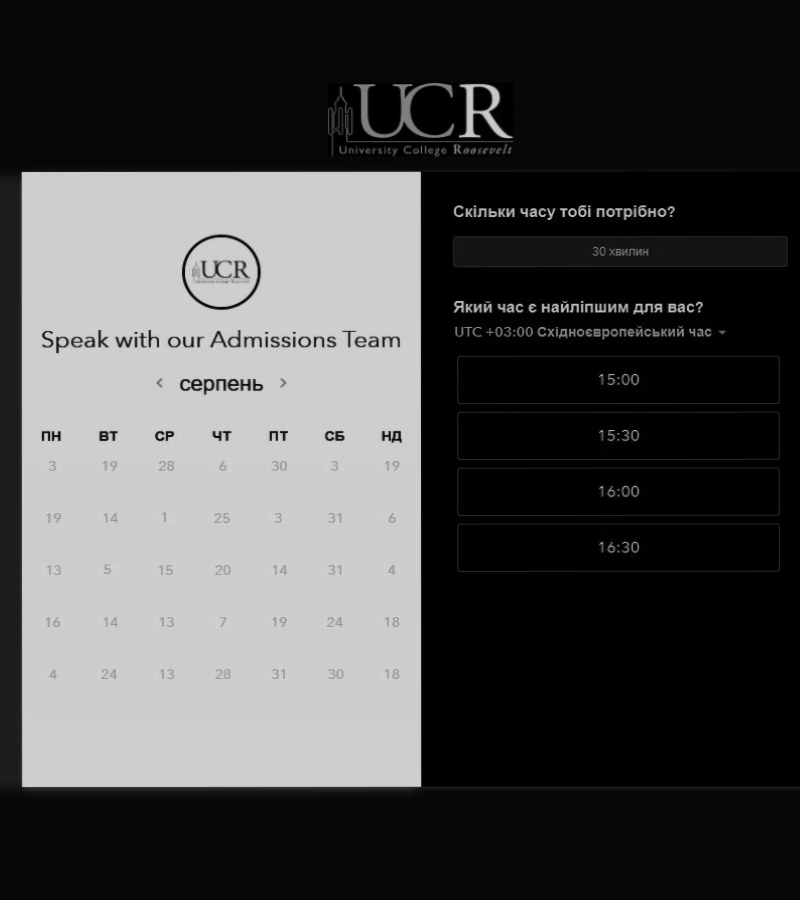 UCR
University College Roosevelt
UCR
Speak with our Admissions Team
серпень
ПН ВТ СР ЧТ ПТ СБ НД
3 19 28 6 30 3 19
19 14 1 25 3 31 6
13 5 15 20 14 31 4
16 14 13 7 19 24 18
4 24 13 28 31 30 18
Скільки часу тобі потрібно?
30 хвилин
Який час є найліпшим для вас?
UTC +03:00 Східноєвропейський час
15:00
15:30
16:00
16:30